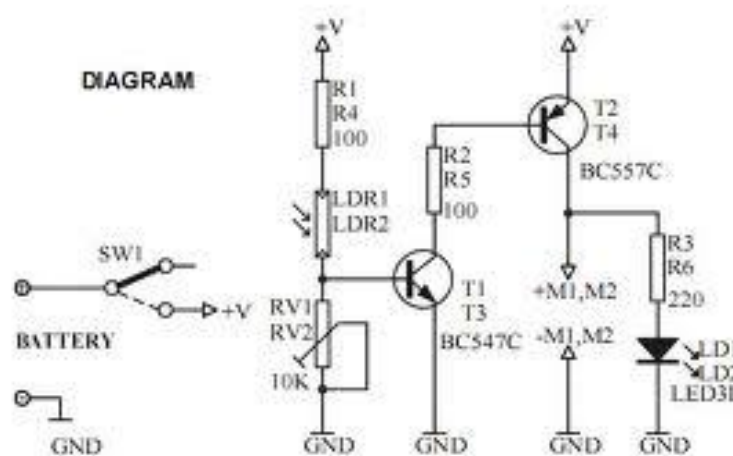 +V
+V
DIAGRAM
R1
R4
100
T2
T4
R2
R5
100
BC557C
LDR1
LDR2
SW1
R3
R6
220
+V
T1
T3
+M1,M2
RV1
RV2
BATTERY
BC547C
-M1,M2
10K
LD1
GND
GND
GND
GND
GND